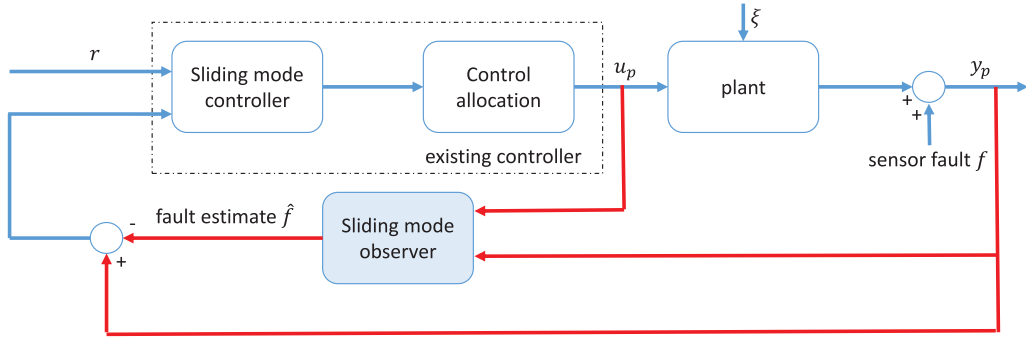 ξ
r
Sliding mode
controller
Control
allocation
u_p
plant
y_p
+
+
existing controller
sensor fault f
fault estimate f̂
-
+
Sliding mode
observer